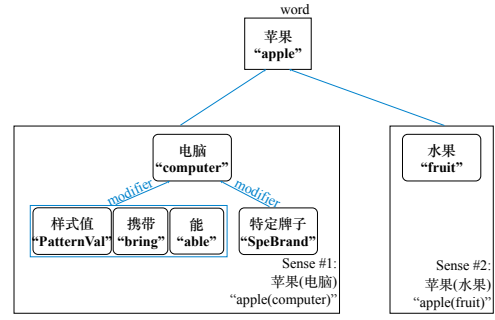 word
苹果
“apple”
电脑
“computer”
水果
“fruit”
modifier
modifier
样式值
“PatternVal”
携带
“bring”
能
“able”
特定牌子
“SpeBrand”
Sense #1:
苹果(电脑)
“apple(computer)”
Sense #2:
苹果(水果)
“apple(fruit)”